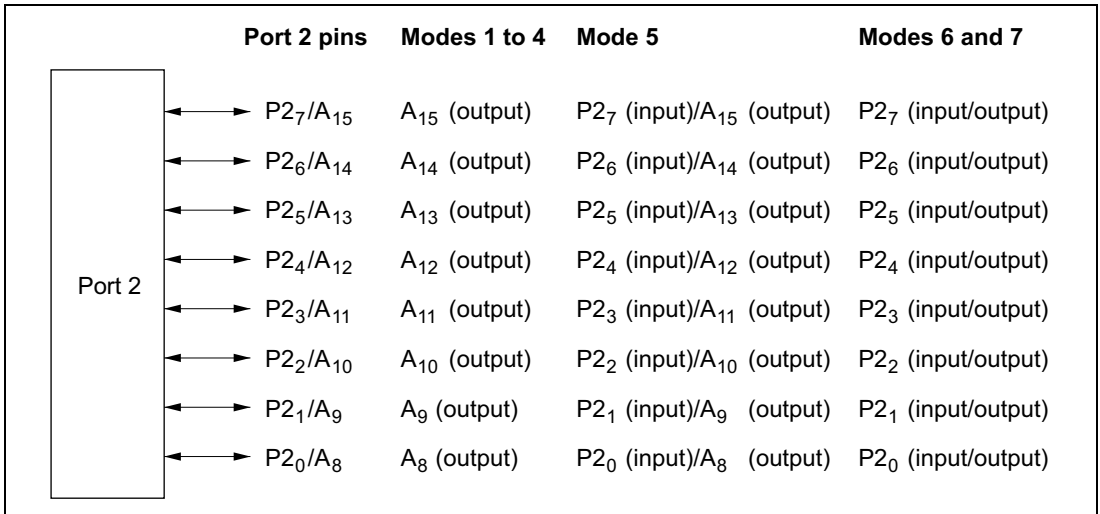 Port 2 pins Modes 1 to 4 Mode 5 Modes 6 and 7
P2₇/A₁₅ A₁₅ (output) P2₇ (input)/A₁₅ (output) P2₇ (input/output)
P2₆/A₁₄ A₁₄ (output) P2₆ (input)/A₁₄ (output) P2₆ (input/output)
P2₅/A₁₃ A₁₃ (output) P2₅ (input)/A₁₃ (output) P2₅ (input/output)
P2₄/A₁₂ A₁₂ (output) P2₄ (input)/A₁₂ (output) P2₄ (input/output)
Port 2
P2₃/A₁₁ A₁₁ (output) P2₃ (input)/A₁₁ (output) P2₃ (input/output)
P2₂/A₁₀ A₁₀ (output) P2₂ (input)/A₁₀ (output) P2₂ (input/output)
P2₁/A₉ A₉ (output) P2₁ (input)/A₉ (output) P2₁ (input/output)
P2₀/A₈ A₈ (output) P2₀ (input)/A₈ (output) P2₀ (input/output)